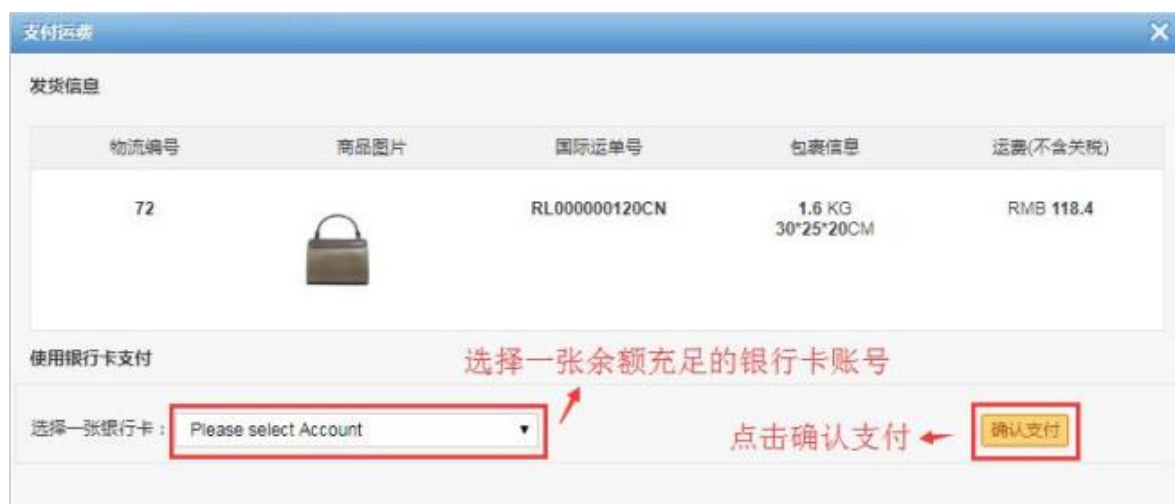 支付运费
发货信息
物流编号 商品图片 国际运单号 包裹信息 运费(不含关税)
72 RL000000120CN 1.6 KG RMB 118.4
30*25*20CM
使用银行卡支付
选择一张余额充足的银行卡账号
选择一张银行卡： Please select Account 点击确认支付 确认支付